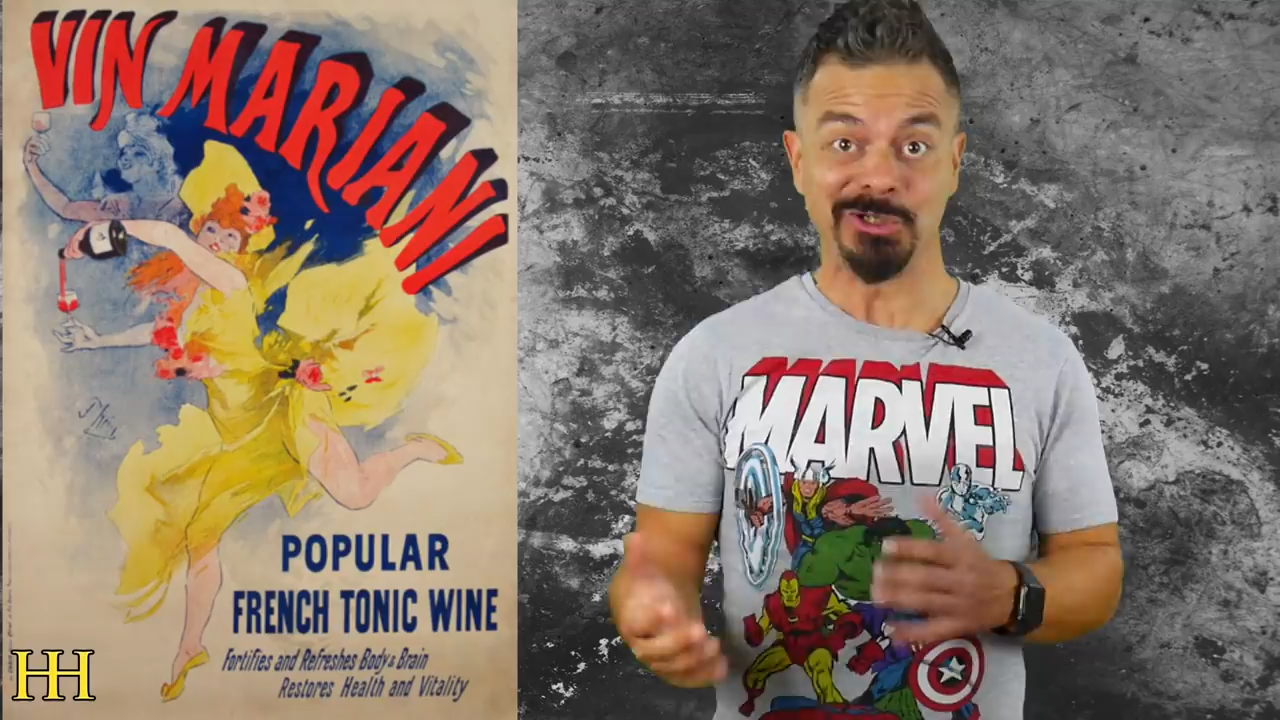 VIN MARIANI
POPULAR
FRENCH TONIC WINE
Fortifies and Refreshes Body & Brain
Restores Health and Vitality
HH
MARVEL